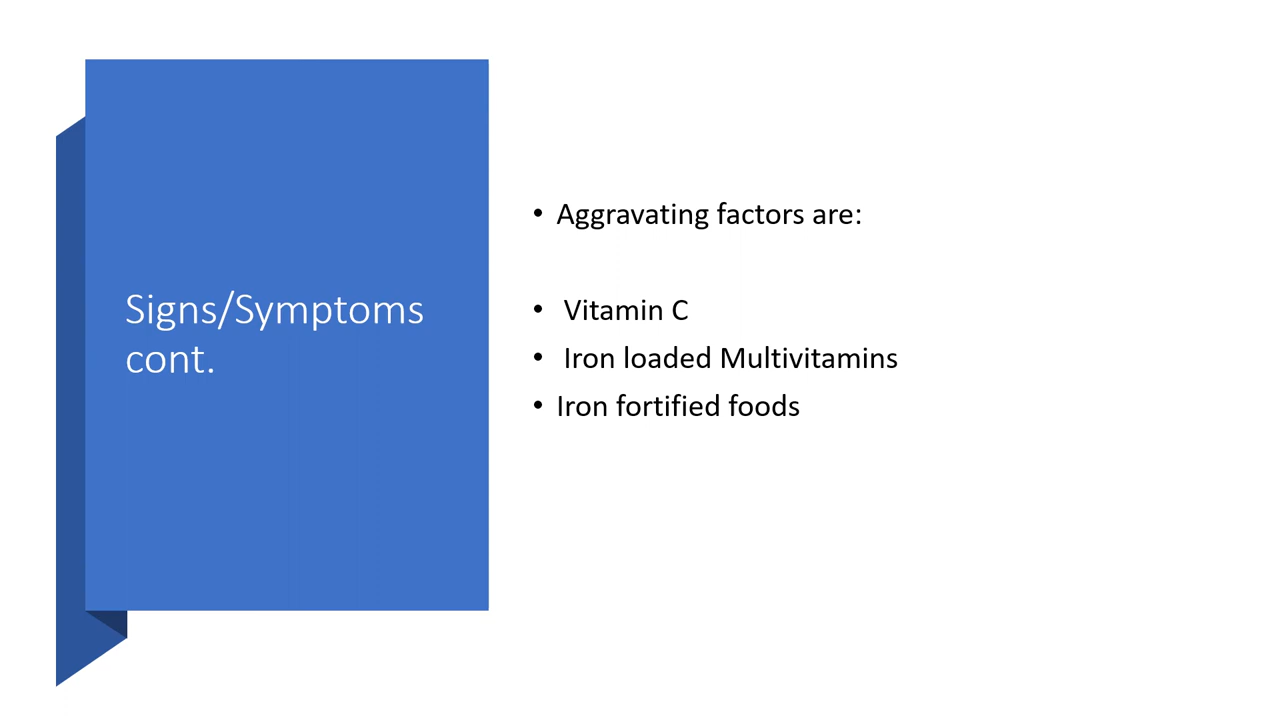 Signs/Symptoms
cont.
• Aggravating factors are:
• Vitamin C
• Iron loaded Multivitamins
• Iron fortified foods